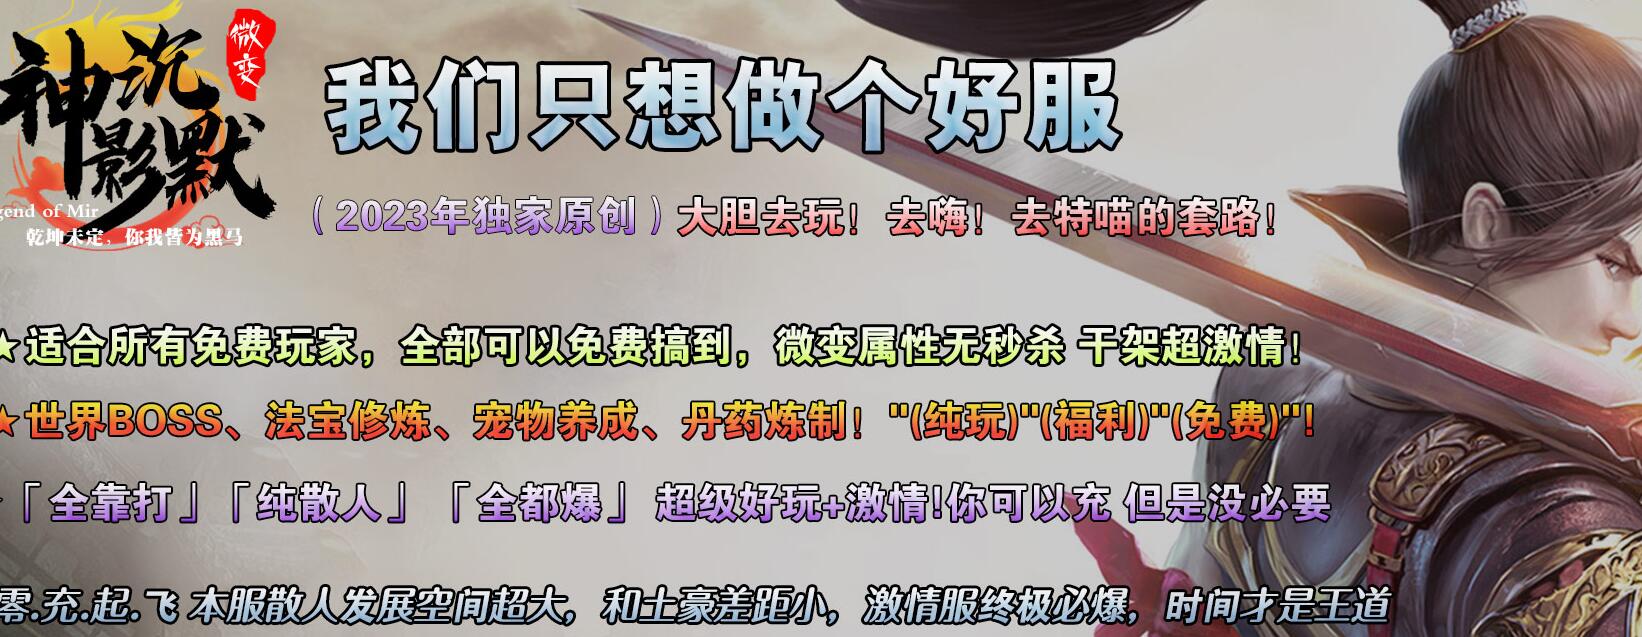 微变
神影沉默
我们只想做个好服
（2023年独家原创）大胆去玩！去嗨！去特喵的套路！
gend of Mir
乾坤未定，你我皆为黑马
★适合所有免费玩家，全部可以免费搞到，微变属性无秒杀 干架超激情！
★世界BOSS、法宝修炼、宠物养成、丹药炼制！"(纯玩)"(福利)"(免费)"!
「全靠打」「纯散人」「全都爆」超级好玩+激情!你可以充 但是没必要
零.充.起.飞 本服散人发展空间超大，和土豪差距小，激情服终极必爆，时间才是王道